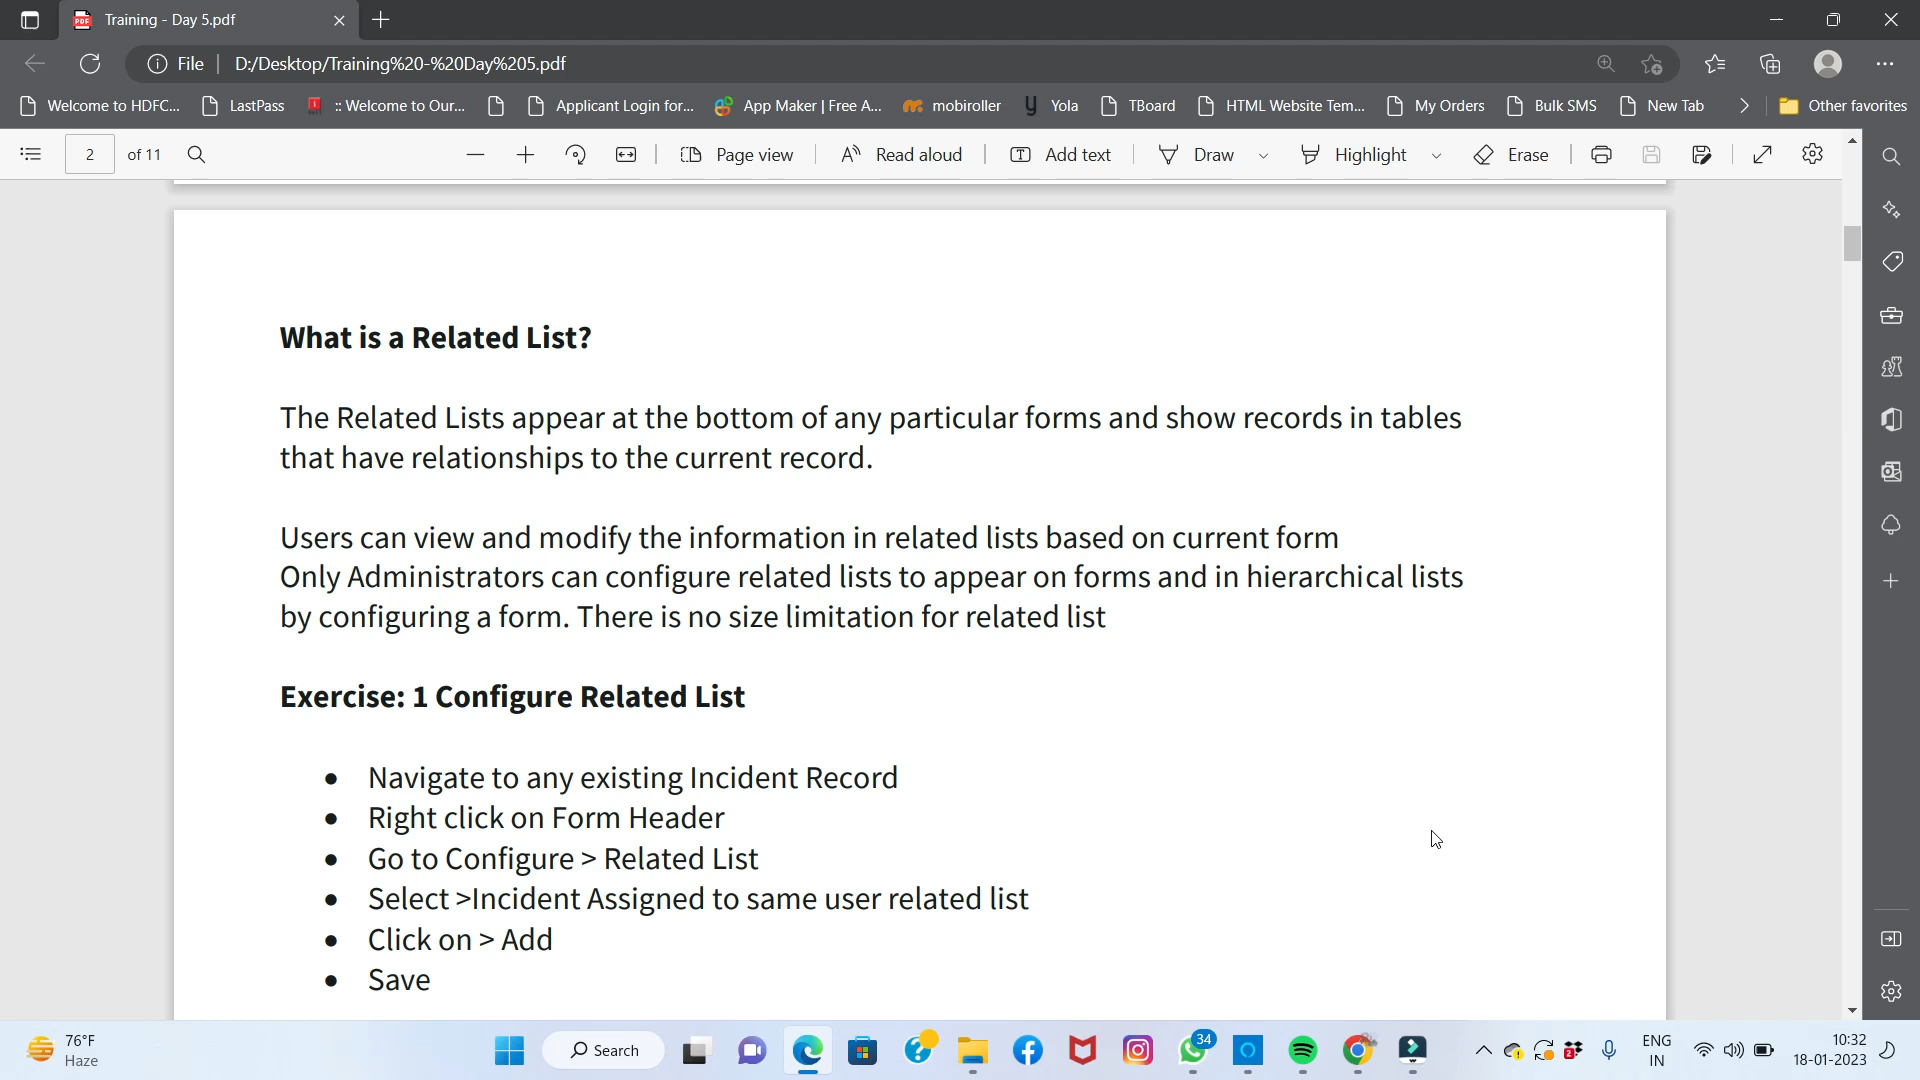 Training - Day 5.pdf
File
D:/Desktop/Training%20-%20Day%205.pdf
Welcome to HDFC...
LastPass
:: Welcome to Our...
Applicant Login for...
App Maker | Free A...
mobiroller
Yola
TBoard
HTML Website Tem...
My Orders
Bulk SMS
New Tab
Other favorites
2 of 11
Page view
Read aloud
Add text
Draw
Highlight
Erase
What is a Related List?
The Related Lists appear at the bottom of any particular forms and show records in tables
that have relationships to the current record.
Users can view and modify the information in related lists based on current form
Only Administrators can configure related lists to appear on forms and in hierarchical lists
by configuring a form. There is no size limitation for related list
Exercise: 1 Configure Related List
• Navigate to any existing Incident Record
• Right click on Form Header
• Go to Configure > Related List
• Select >Incident Assigned to same user related list
• Click on > Add
• Save
76°F
Haze
Search
34
2
ENG
IN
10:32
18-01-2023